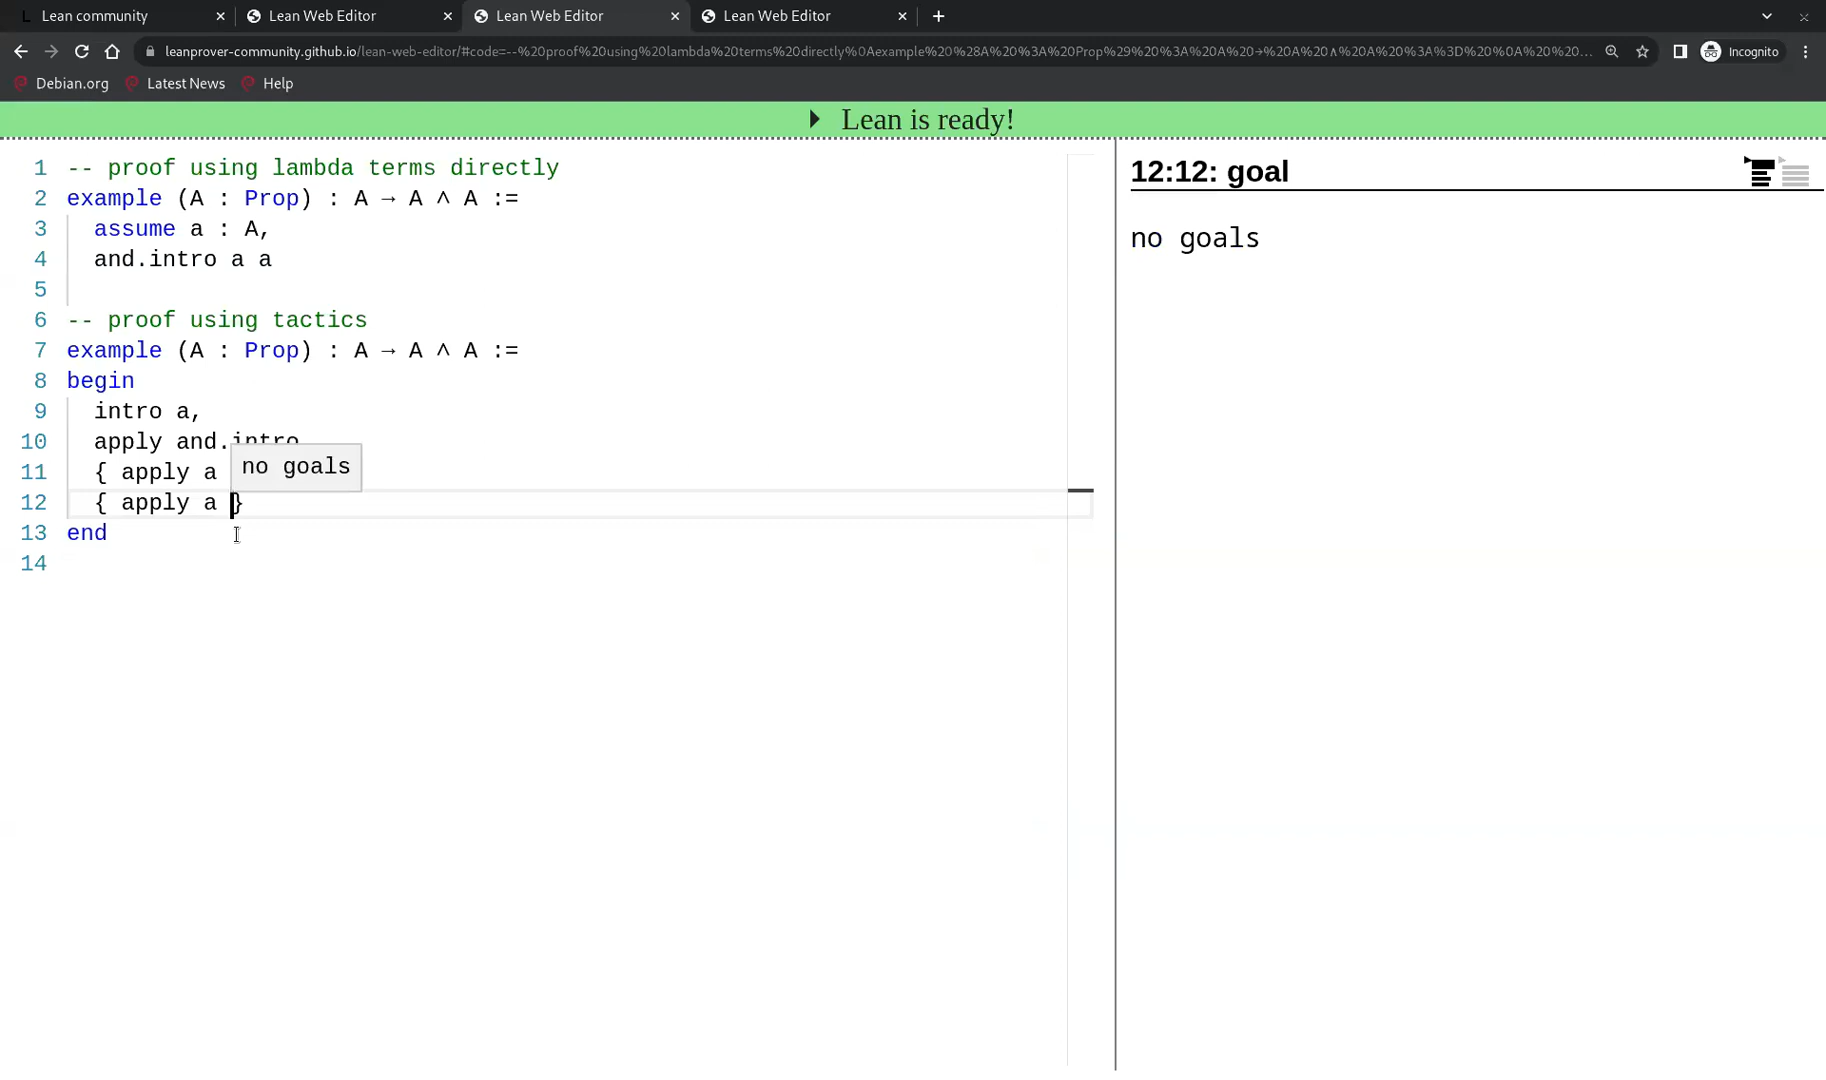 Lean community
Lean Web Editor
Lean Web Editor
Lean Web Editor
leanprover-community.github.io/lean-web-editor/#code=--%20proof%20using%20lambda%20terms%20directly%0Aexample%20%28A%20%3A%20Prop%29%20%3A%20A%20→%20A%20∧%20A%20%3A%3D%20%0A%20%20...
Incognito
Debian.org
Latest News
Help
Lean is ready!
1 -- proof using lambda terms directly
2 example (A : Prop) : A → A ∧ A :=
3 assume a : A,
4 and.intro a a
5
6 -- proof using tactics
7 example (A : Prop) : A → A ∧ A :=
8 begin
9 intro a,
10 apply and.intro
no goals
11 { apply a
12 { apply a }
13 end
14
12:12: goal
no goals